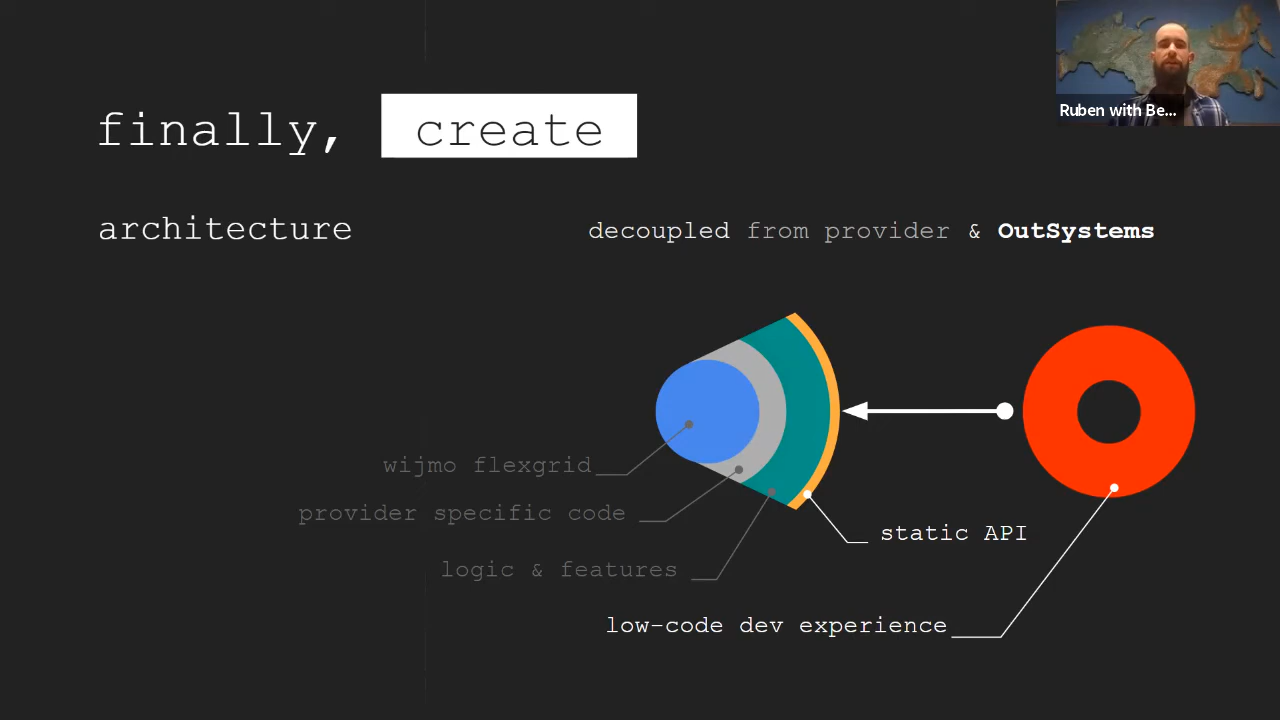 Ruben with Be...
finally, create
architecture
decoupled from provider & OutSystems
wijmo flexgrid
provider specific code
static API
logic & features
low-code dev experience